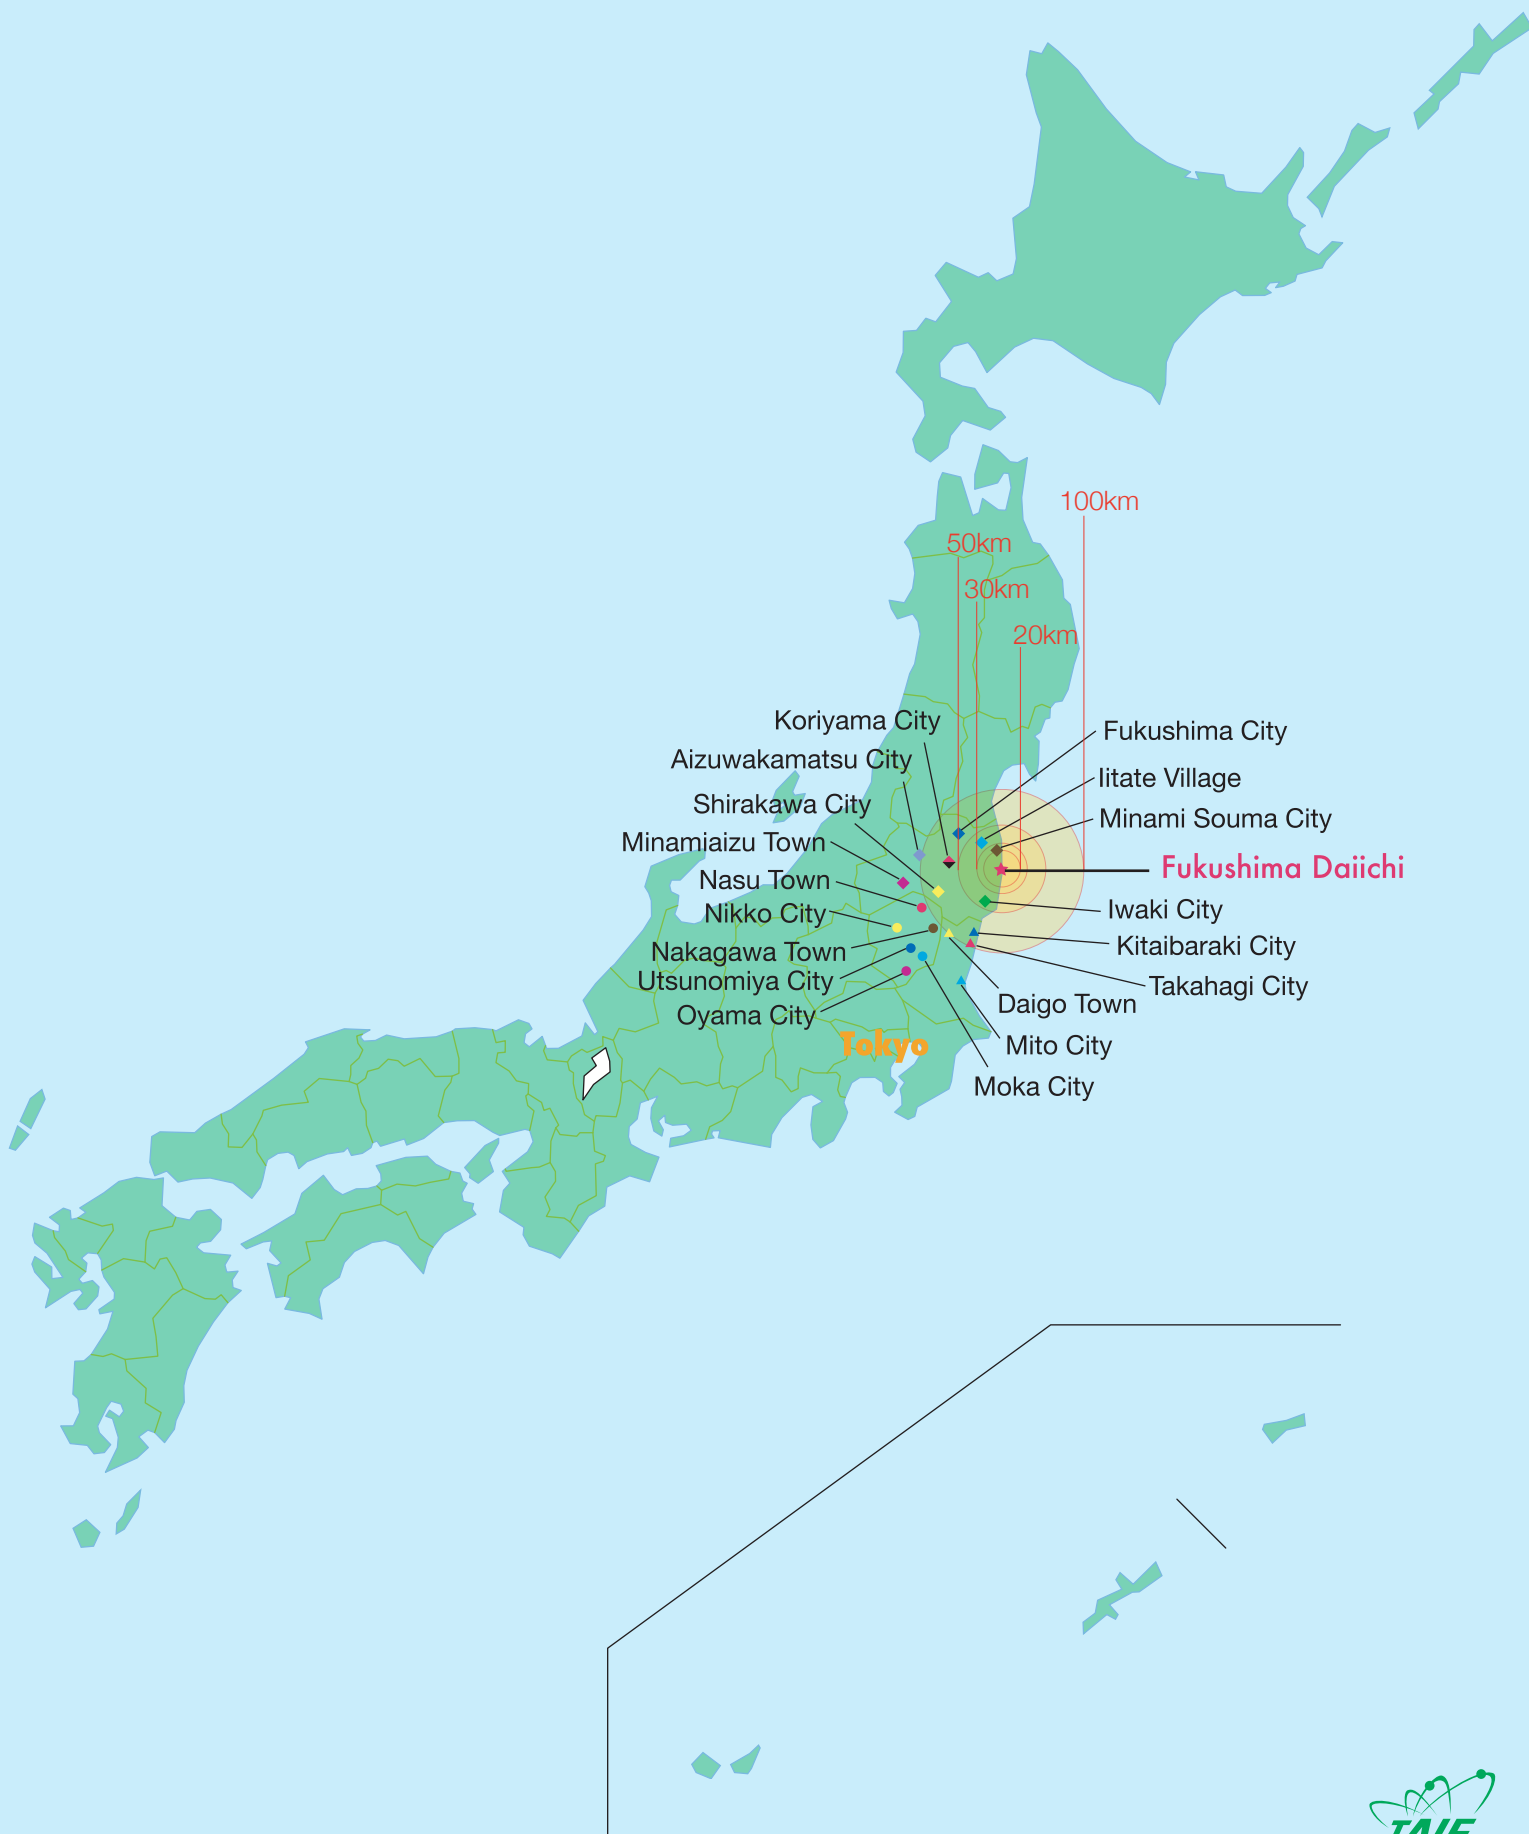 100km
50km
30km
20km
Koriyama City
Fukushima City
Aizuwakamatsu City
Iitate Village
Shirakawa City
Minami Souma City
Minamiaizu Town
Fukushima Daiichi
Nasu Town
Iwaki City
Nikko City
Kitaibaraki City
Nakagawa Town
Utsunomiya City
Takahagi City
Daigo Town
Oyama City
Tokyo
Mito City
Moka City